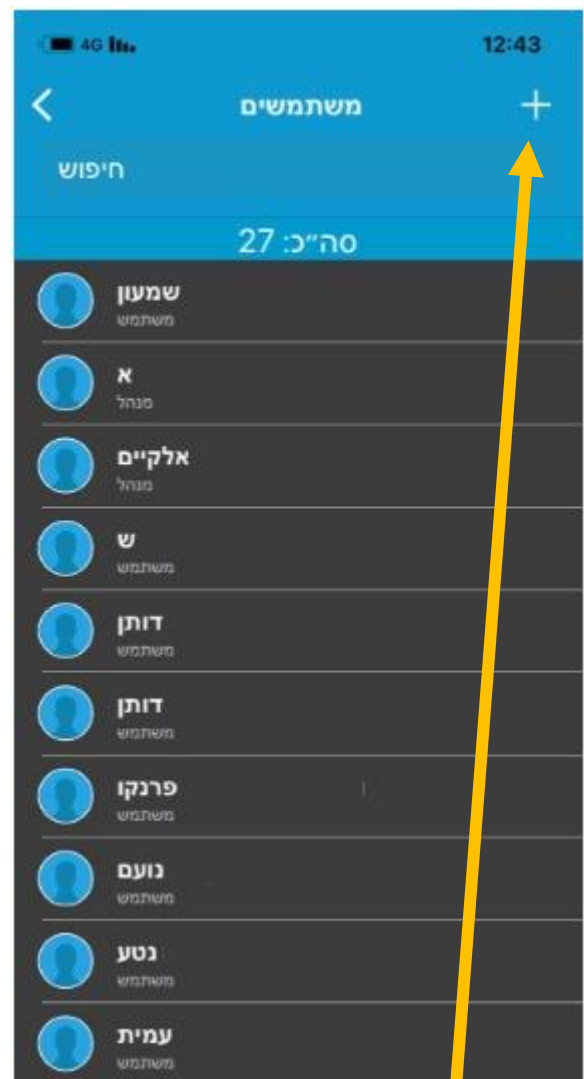 4G 12:43
משתמשים
חיפוש
סה״כ: 27
שמעון
משתמש
א
מנהל
אלקיים
מנהל
ש
משתמש
דותן
משתמש
דותן
משתמש
פרנקו
משתמש
נועם
משתמש
נטע
משתמש
עמית
משתמש